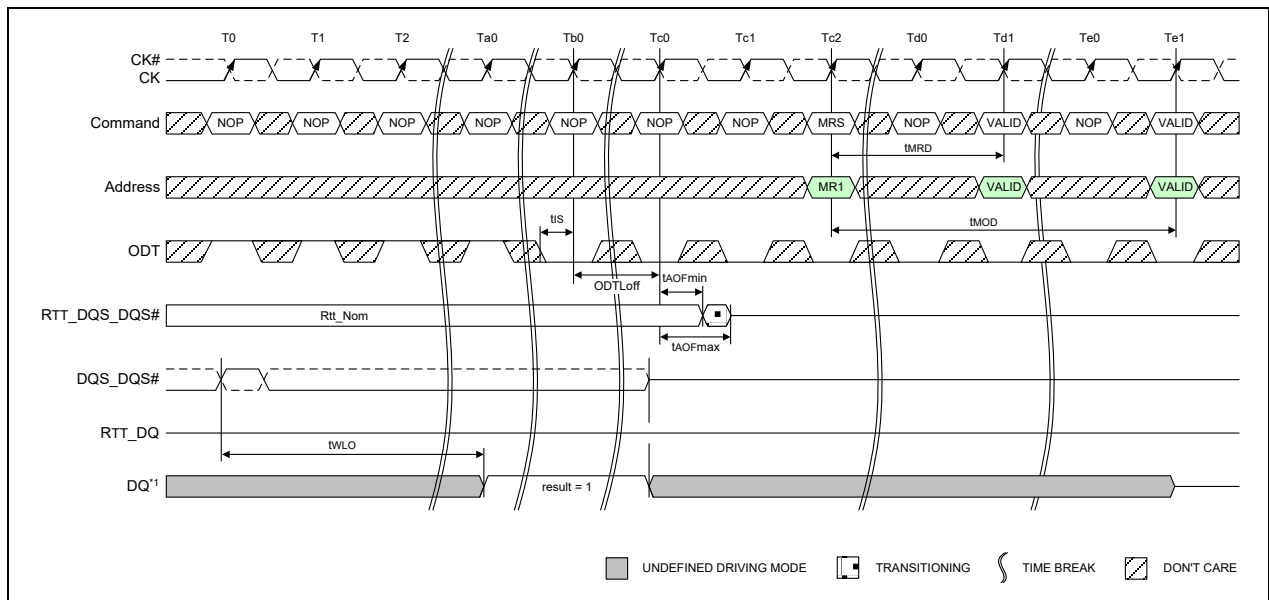 T0 T1 T2 Ta0 Tb0 Tc0 Tc1 Tc2 Td0 Td1 Te0 Te1
CK#
CK
Command NOP NOP NOP NOP NOP NOP NOP MRS NOP VALID NOP VALID
tMRD
Address MR1 VALID VALID
tIS
tMOD
ODT
ODTLoff
tAOFmin
RTT_DQS_DQS# Rtt_Nom
tAOFmax
DQS_DQS#
RTT_DQ
tWLO
DQ*1 result = 1
UNDEFINED DRIVING MODE TRANSITIONING TIME BREAK DON'T CARE